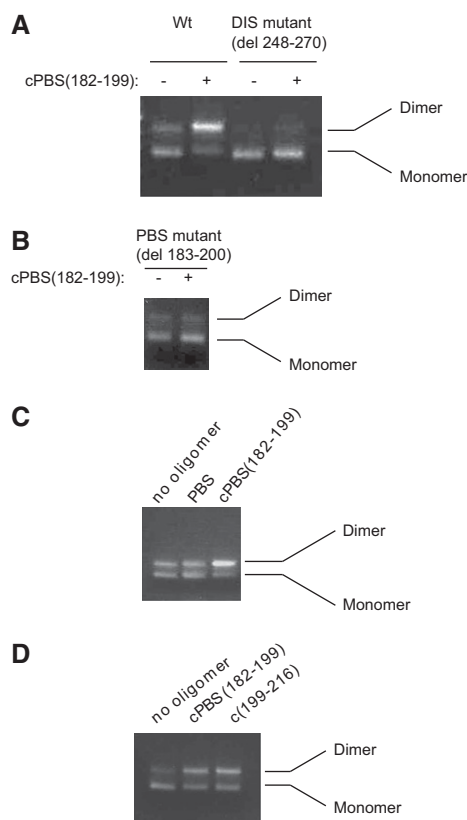 A
Wt
DIS mutant
(del 248-270)
cPBS(182-199): - + - +
Dimer
Monomer
B
PBS mutant
(del 183-200)
cPBS(182-199): - +
Dimer
Monomer
C
no oligomer
PBS
cPBS(182-199)
Dimer
Monomer
D
no oligomer
cPBS(182-199)
c(199-216)
Dimer
Monomer